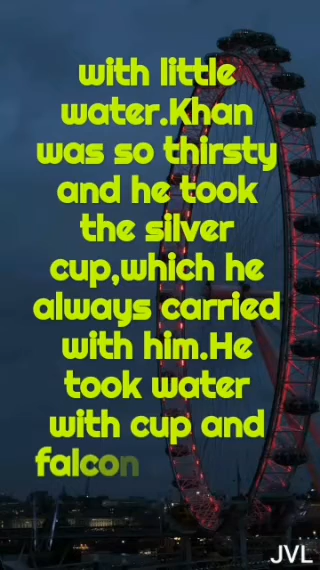 with little
water.Khan
was so thirsty
and he took
the silver
cup,which he
always carried
with him.He
took water
with cup and
falcon
JVL